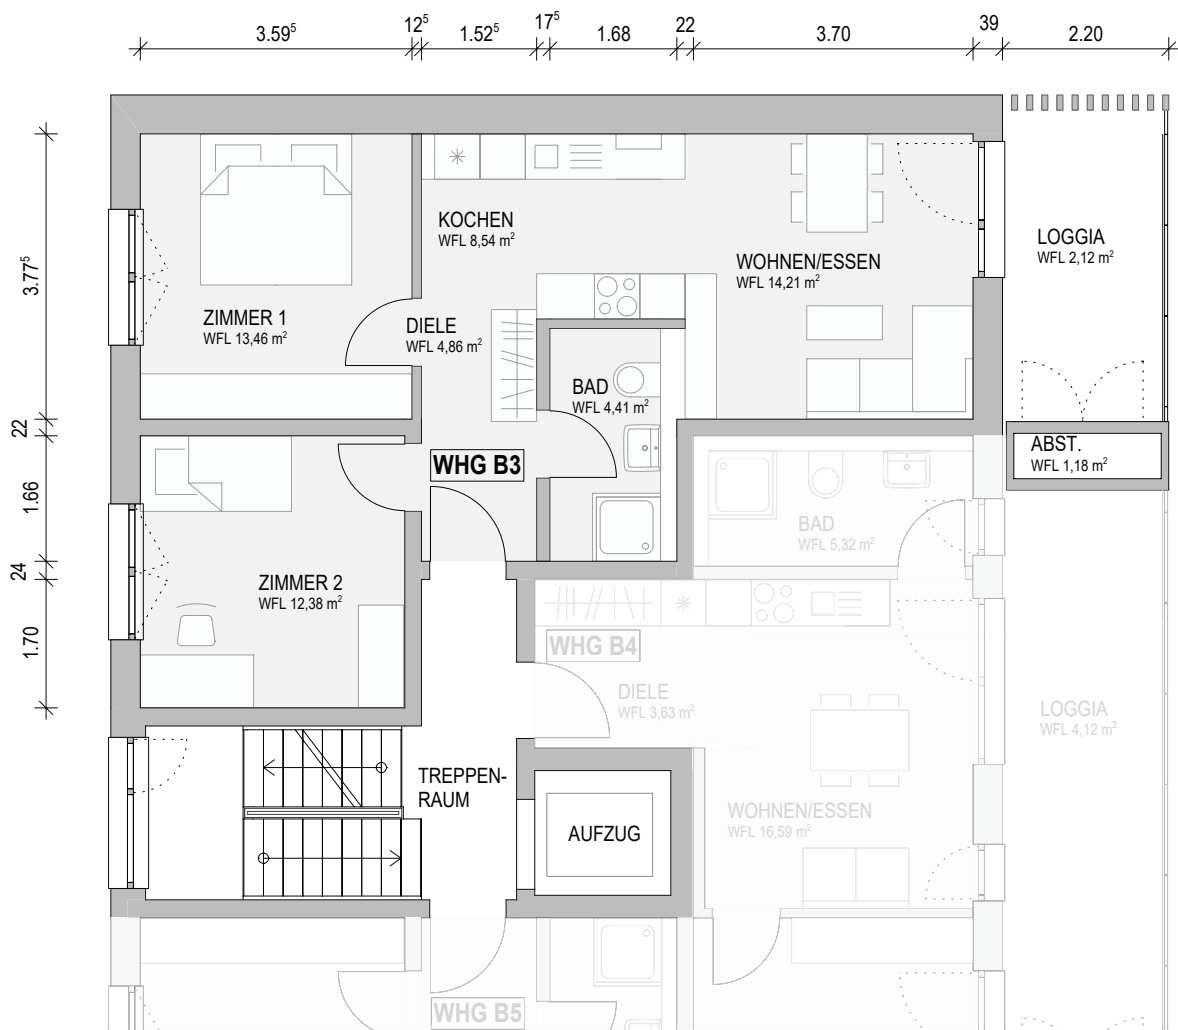 3.59⁵ 12⁵ 1.52⁵ 17⁵ 1.68 22 3.70 39 2.20
3.77⁵
22
1.66
24
1.70
KOCHEN
WFL 8,54 m²
WOHNEN/ESSEN
WFL 14,21 m²
LOGGIA
WFL 2,12 m²
ZIMMER 1
WFL 13,46 m²
DIELE
WFL 4,86 m²
BAD
WFL 4,41 m²
WHG B3
ABST.
WFL 1,18 m²
BAD
WFL 5,32 m²
ZIMMER 2
WFL 12,38 m²
WHG B4
DIELE
WFL 3,63 m²
LOGGIA
WFL 4,12 m²
TREPPEN-
RAUM
AUFZUG
WOHNEN/ESSEN
WFL 16,59 m²
WHG B5